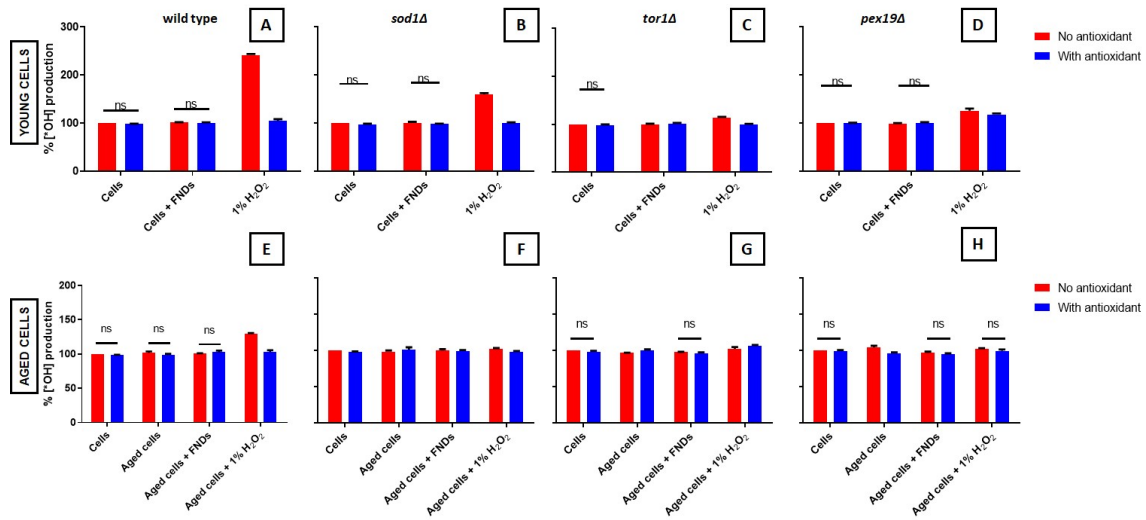 wild type
A
sod1Δ
B
tor1Δ
C
pex19Δ
D
YOUNG CELLS
% [*OH] production
300
200
100
0
ns
ns
ns
ns
ns
ns
ns
No antioxidant
With antioxidant
Cells
Cells + FNDs
1% H₂O₂
Cells
Cells + FNDs
1% H₂O₂
Cells
Cells + FNDs
1% H₂O₂
Cells
Cells + FNDs
1% H₂O₂
E
F
G
H
AGED CELLS
% [*OH] production
200
150
100
50
0
ns
ns
ns
ns
ns
ns
ns
ns
No antioxidant
With antioxidant
Cells
Aged cells
Aged cells + FNDs
Aged cells + 1% H₂O₂
Cells
Aged cells
Aged cells + FNDs
Aged cells + 1% H₂O₂
Cells
Aged cells
Aged cells + FNDs
Aged cells + 1% H₂O₂
Cells
Aged cells
Aged cells + FNDs
Aged cells + 1% H₂O₂